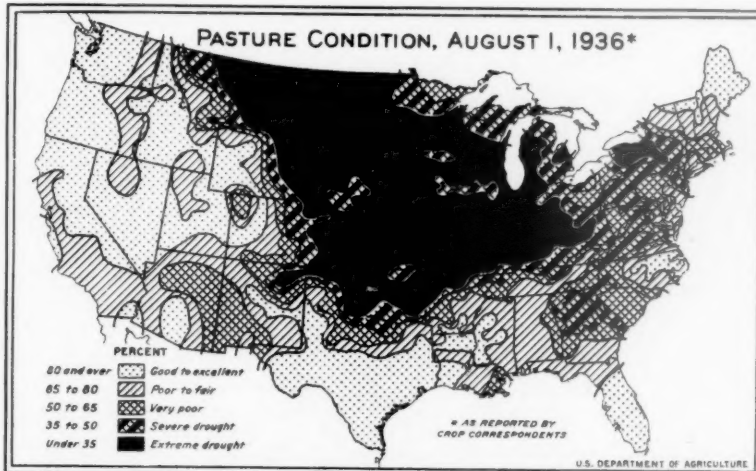 PASTURE CONDITION, AUGUST 1, 1936*
PERCENT
80 and over Good to excellent
65 to 80 Poor to fair
50 to 65 Very poor
35 to 50 Severe drought
Under 35 Extreme drought
* AS REPORTED BY
CROP CORRESPONDENTS
U.S. DEPARTMENT OF AGRICULTURE